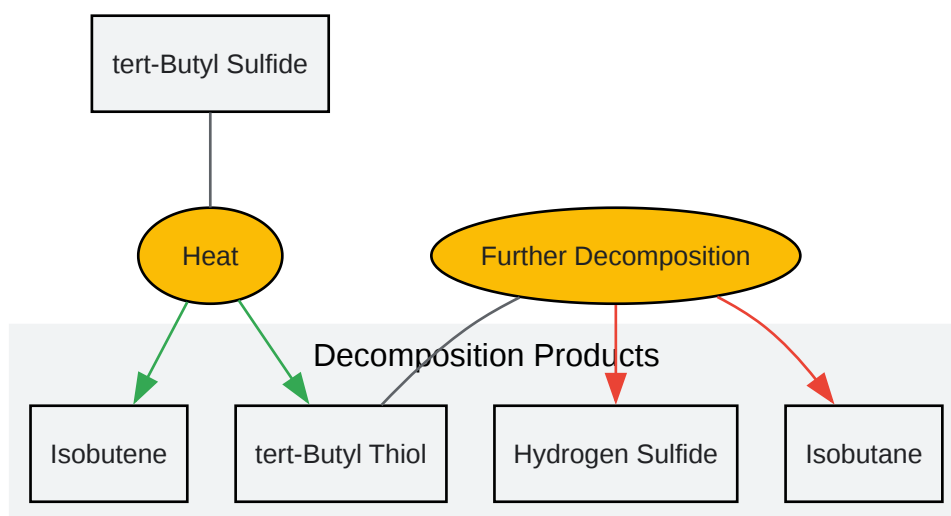 tert-Butyl Sulfide
Heat
Further Decomposition
Decomposition Products
Isobutene
tert-Butyl Thiol
Hydrogen Sulfide
Isobutane